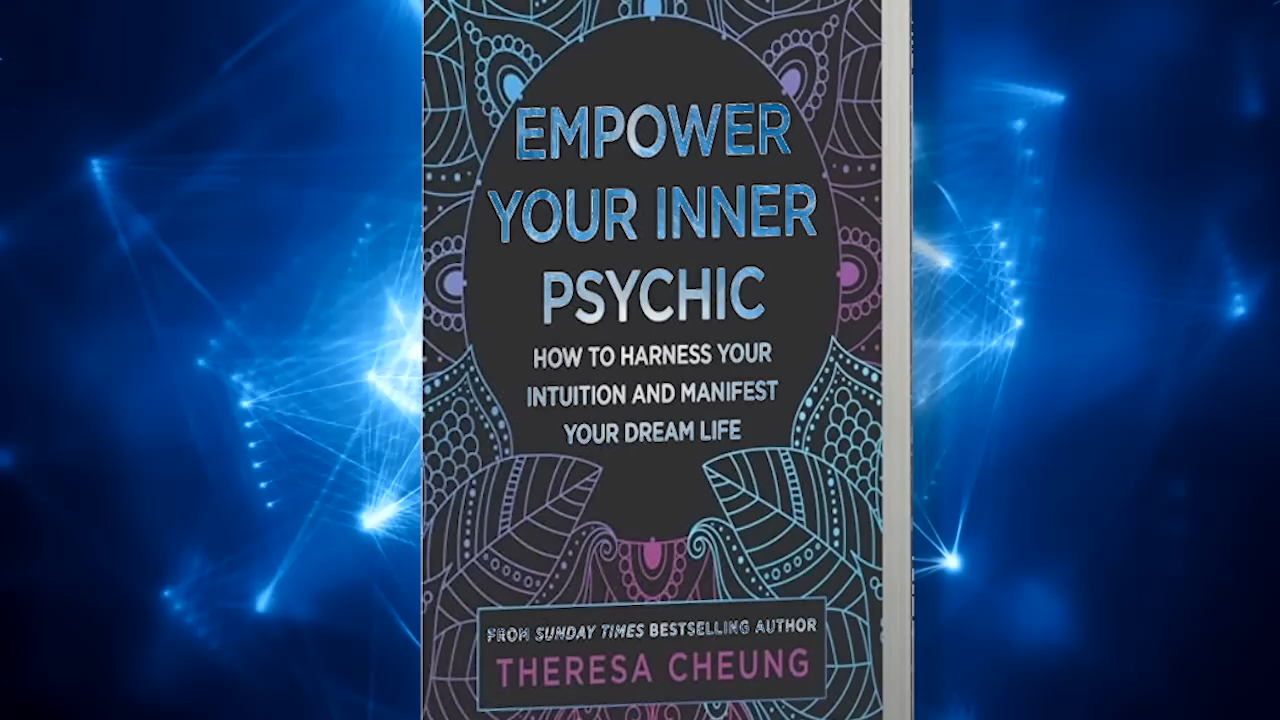 EMPOWER
YOUR INNER
PSYCHIC
HOW TO HARNESS YOUR
INTUITION AND MANIFEST
YOUR DREAM LIFE
FROM SUNDAY TIMES BESTSELLING AUTHOR
THERESA CHEUNG